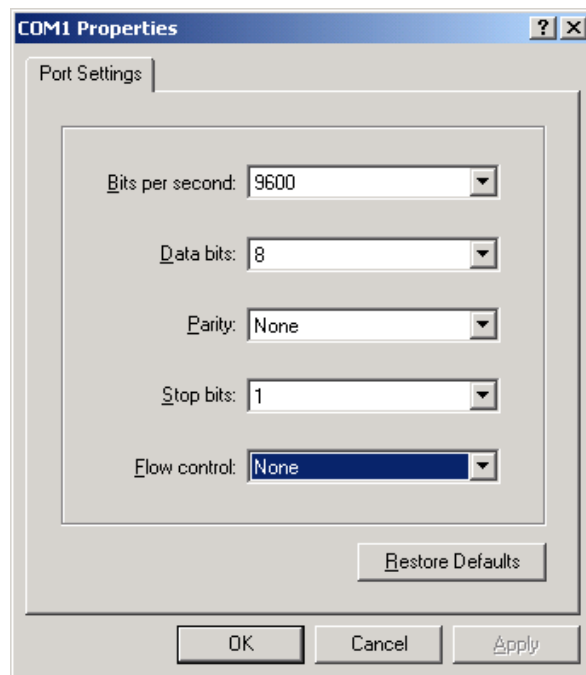 COM1 Properties
Port Settings
Bits per second: 9600
Data bits: 8
Parity: None
Stop bits: 1
Flow control: None
Restore Defaults
OK Cancel Apply